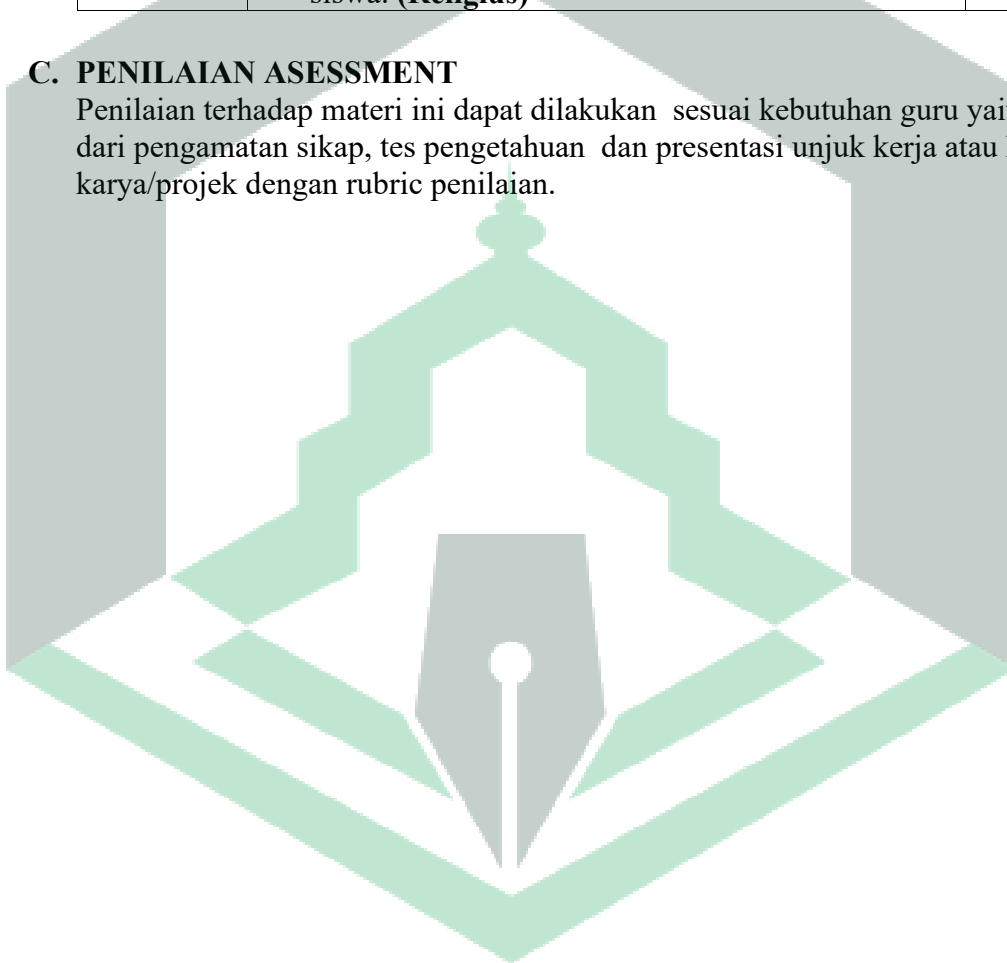 siswa. (Religius)
C. PENILAIAN ASESSMENT
Penilaian terhadap materi ini dapat dilakukan sesuai kebutuhan guru
dari pengamatan sikap, tes pengetahuan dan presentasi unjuk kerja atau
karya/projek dengan rubric penilaian.